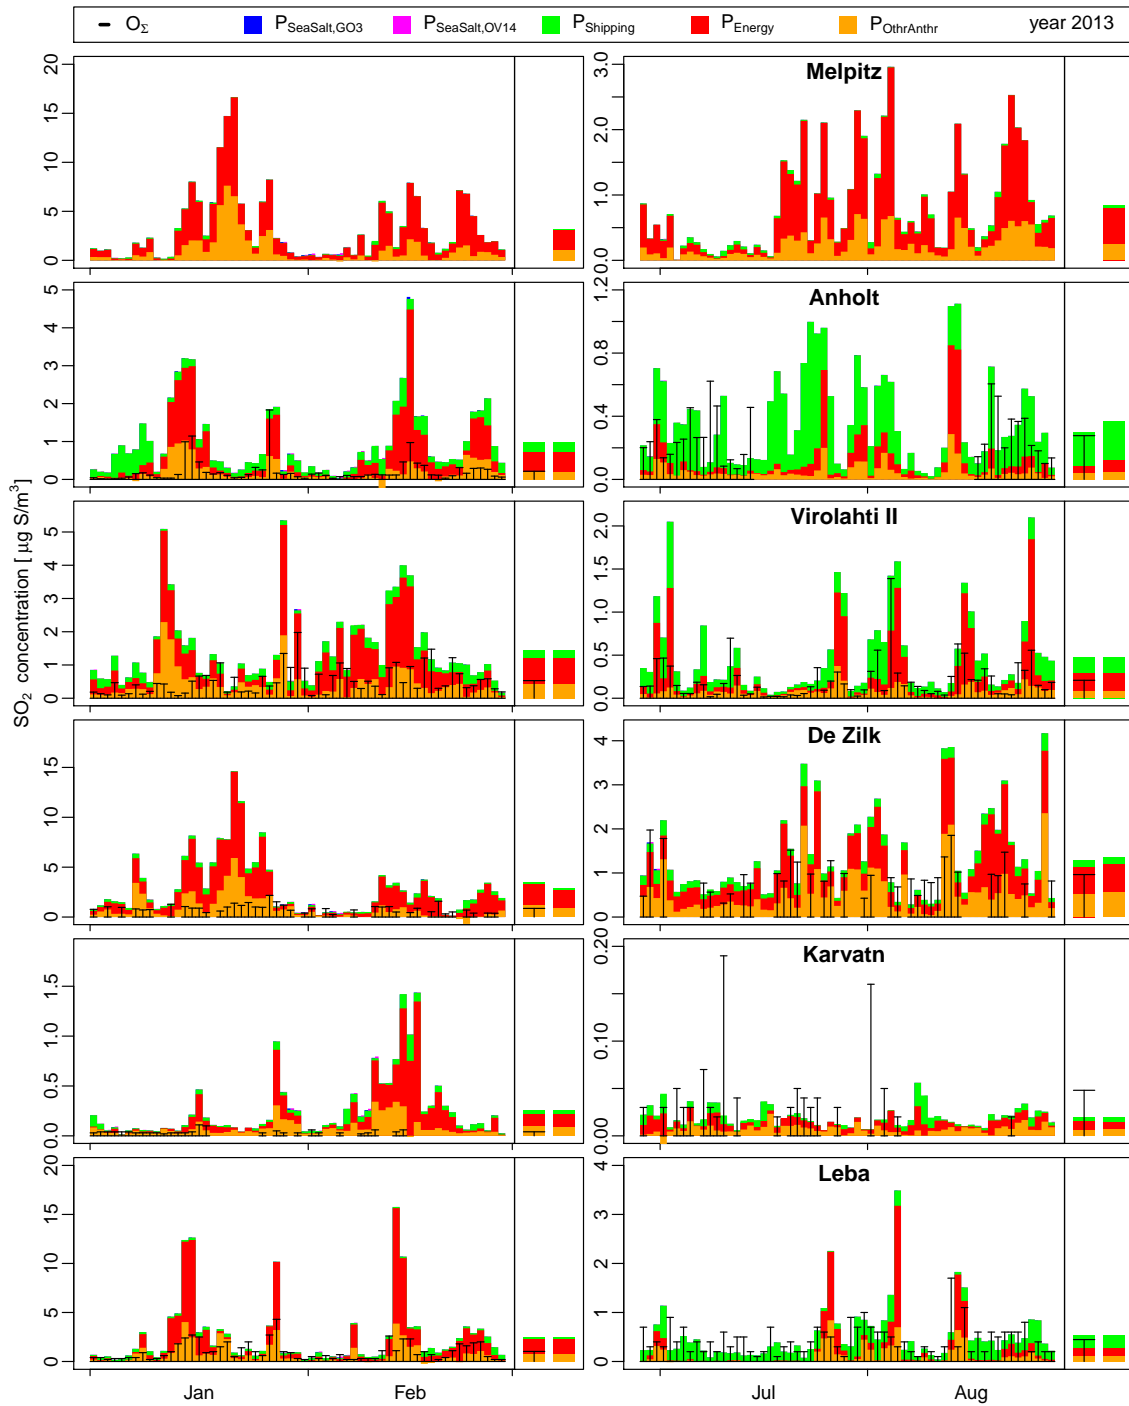 O_Σ P_SeaSalt,GO3 P_SeaSalt,OV14 P_Shipping P_Energy P_OthrAnthr year 2013
SO₂ concentration [ μg S/m³]
Melpitz
0 5 10 15 20
0.0 1.0 2.0 3.0
Anholt
0 1 2 3 4 5
0.0 0.4 0.8 1.2
Virolahti II
0 1 2 3 4 5
0.0 0.5 1.0 1.5 2.0
De Zilk
0 5 10 15
0 1 2 3 4
Karvatn
0.0 0.5 1.0 1.5
0.00 0.10 0.20
Leba
0 5 10 15 20
0 1 2 3 4
Jan Feb Jul Aug